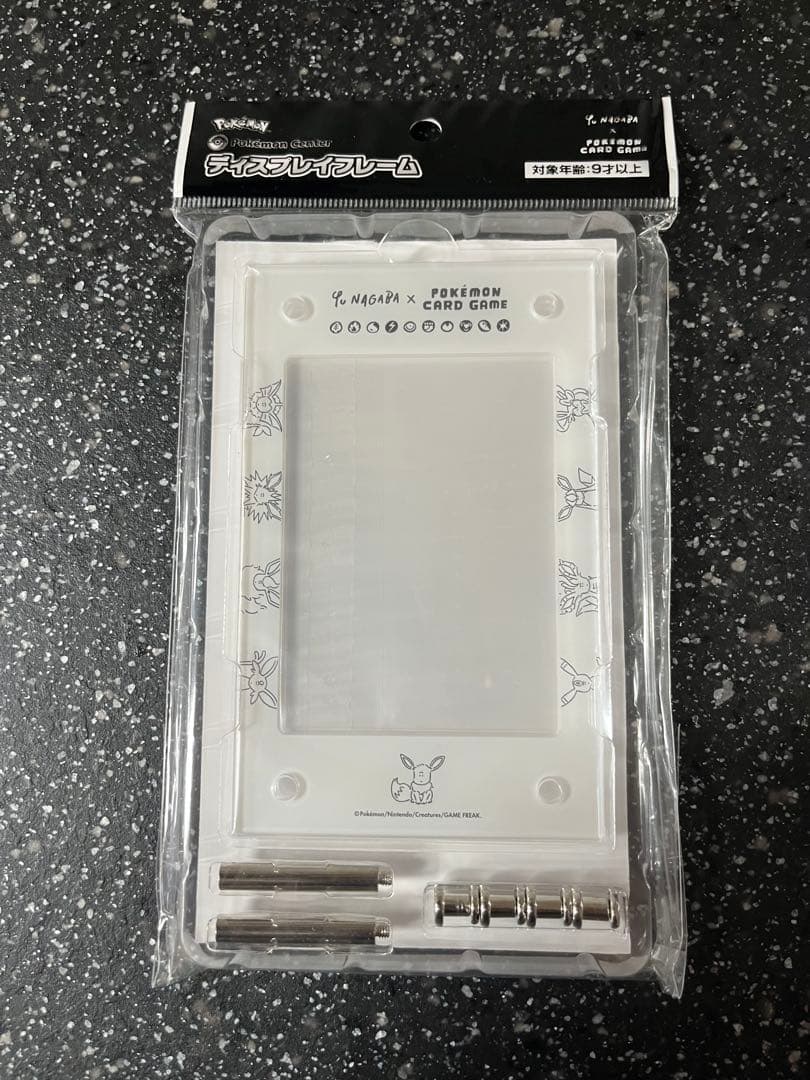 Pokémon
Pokémon Center
ディスプレイフレーム
Yu NAGABA
×
POKÉMON
CARD GAME
対象年齢:9才以上
Yu NAGABA × POKÉMON
CARD GAME
©Pokémon/Nintendo/Creatures/GAME FREAK.